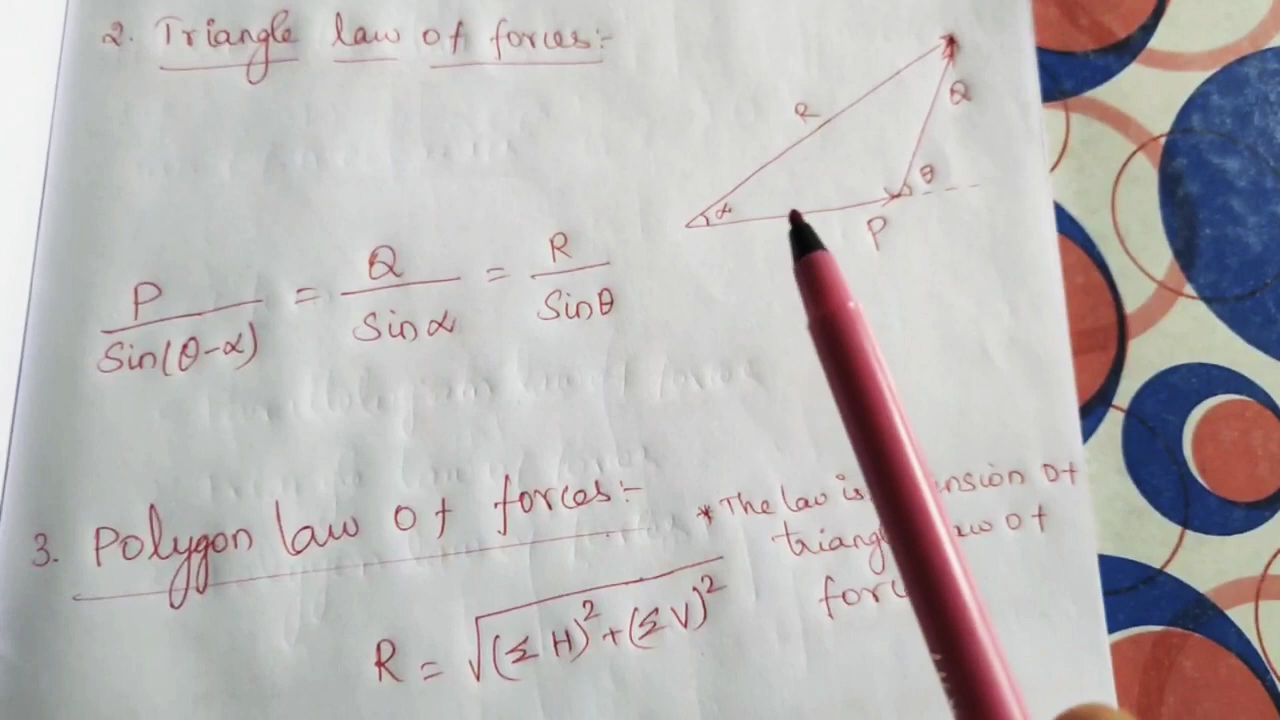 2. Triangle law of forces:-
R
Q
θ
α
P
P/Sin(θ-α) = Q/Sinα = R/Sinθ
3. Polygon law of forces:-
* The law is of
law of
R = √(ΣH)²+(ΣV)²